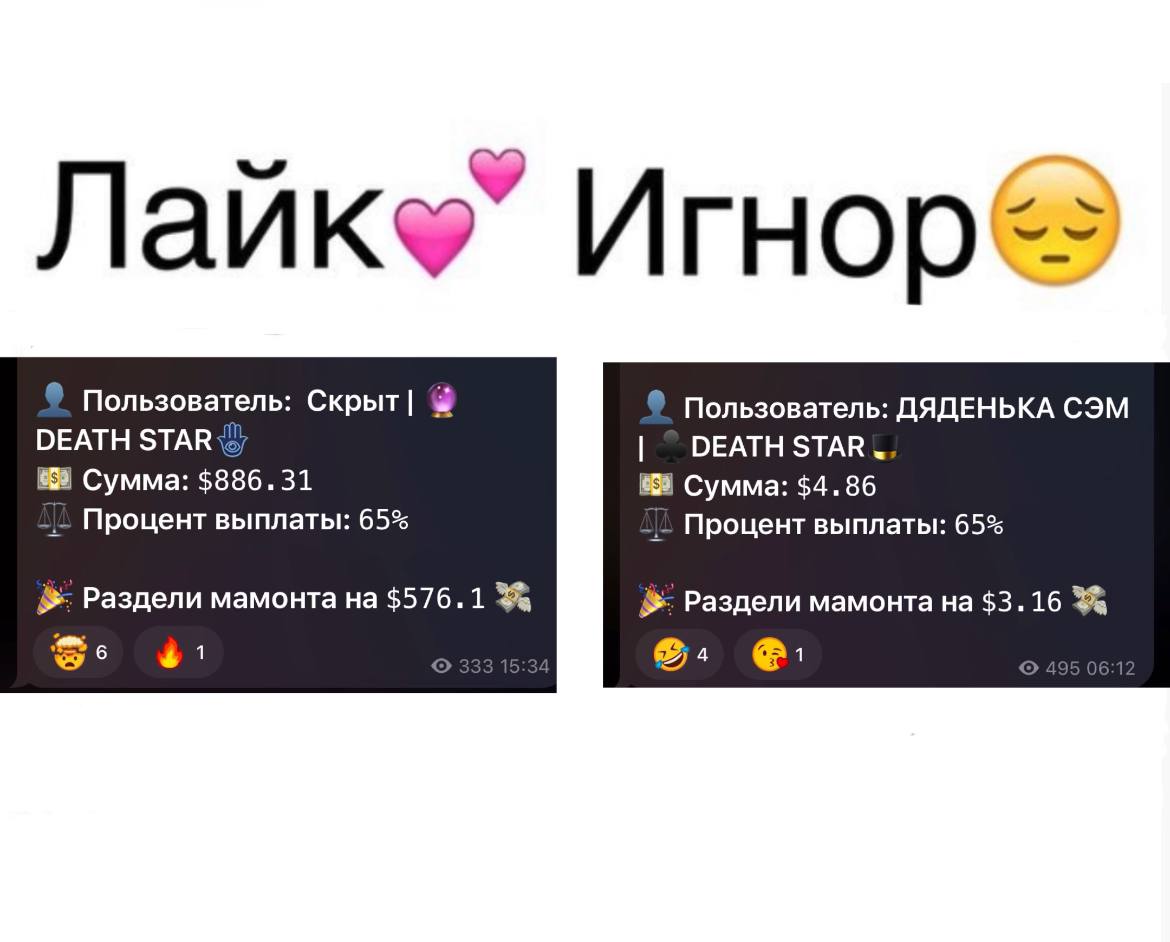 Лайк💕 Игнор😔
👤 Пользователь: Скрыт | 🔮
DEATH STAR🪬
💵 Сумма: $886.31
⚖️ Процент выплаты: 65%
🎉 Раздели мамонта на $576.1 💸
🤯 6 🔥 1
333 15:34
👤 Пользователь: ДЯДЕНЬКА СЭМ
| ♣️DEATH STAR🎩
💵 Сумма: $4.86
⚖️ Процент выплаты: 65%
🎉 Раздели мамонта на $3.16 💸
🤣 4 😘 1
495 06:12